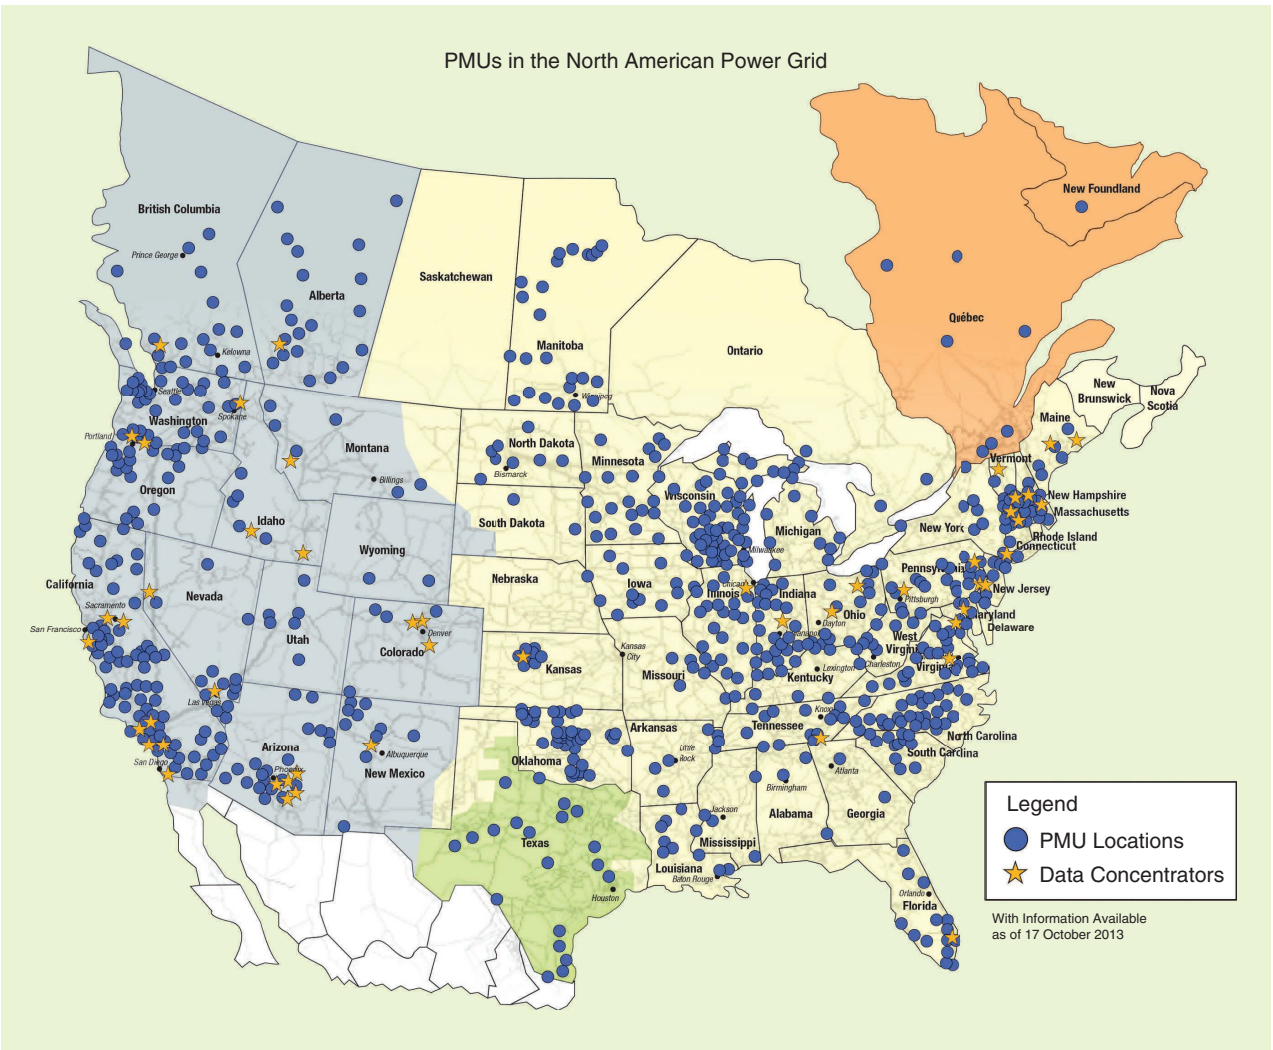 PMUs in the North American Power Grid
New Foundland
British Columbia
Prince George
Saskatchewan
Alberta
Québec
Manitoba
Ontario
Kelowna
New
Brunswick
Nova
Scotia
Seattle
Winnipeg
Maine
Spokane
Washington
Portland
Montana
North Dakota
Minnesota
Vermont
Bismarck
Billings
Oregon
Wisconsin
New Hampshire
Massachusetts
Idaho
South Dakota
Michigan
New York
Rhode Island
Connecticut
Wyoming
Milwaukee
Pennsylvania
California
Nebraska
Iowa
Chicago
Illinois
Indiana
New Jersey
Nevada
Pittsburgh
Sacramento
Ohio
Maryland
Dayton
San Francisco
Delaware
Denver
Utah
West
Virginia
Colorado
Kansas
City
Kansas
Missouri
Lexington
Charleston
Virginia
Kentucky
Las Vegas
Arkansas
Tennessee
Knox
North Carolina
Arizona
Albuquerque
Little
Rock
South Carolina
San Diego
Oklahoma
Phoenix
New Mexico
Atlanta
Birmingham
Jackson
Alabama
Georgia
Texas
Mississippi
Louisiana
Baton Rouge
Houston
Orlando
Florida
Legend
PMU Locations
Data Concentrators
With Information Available
as of 17 October 2013